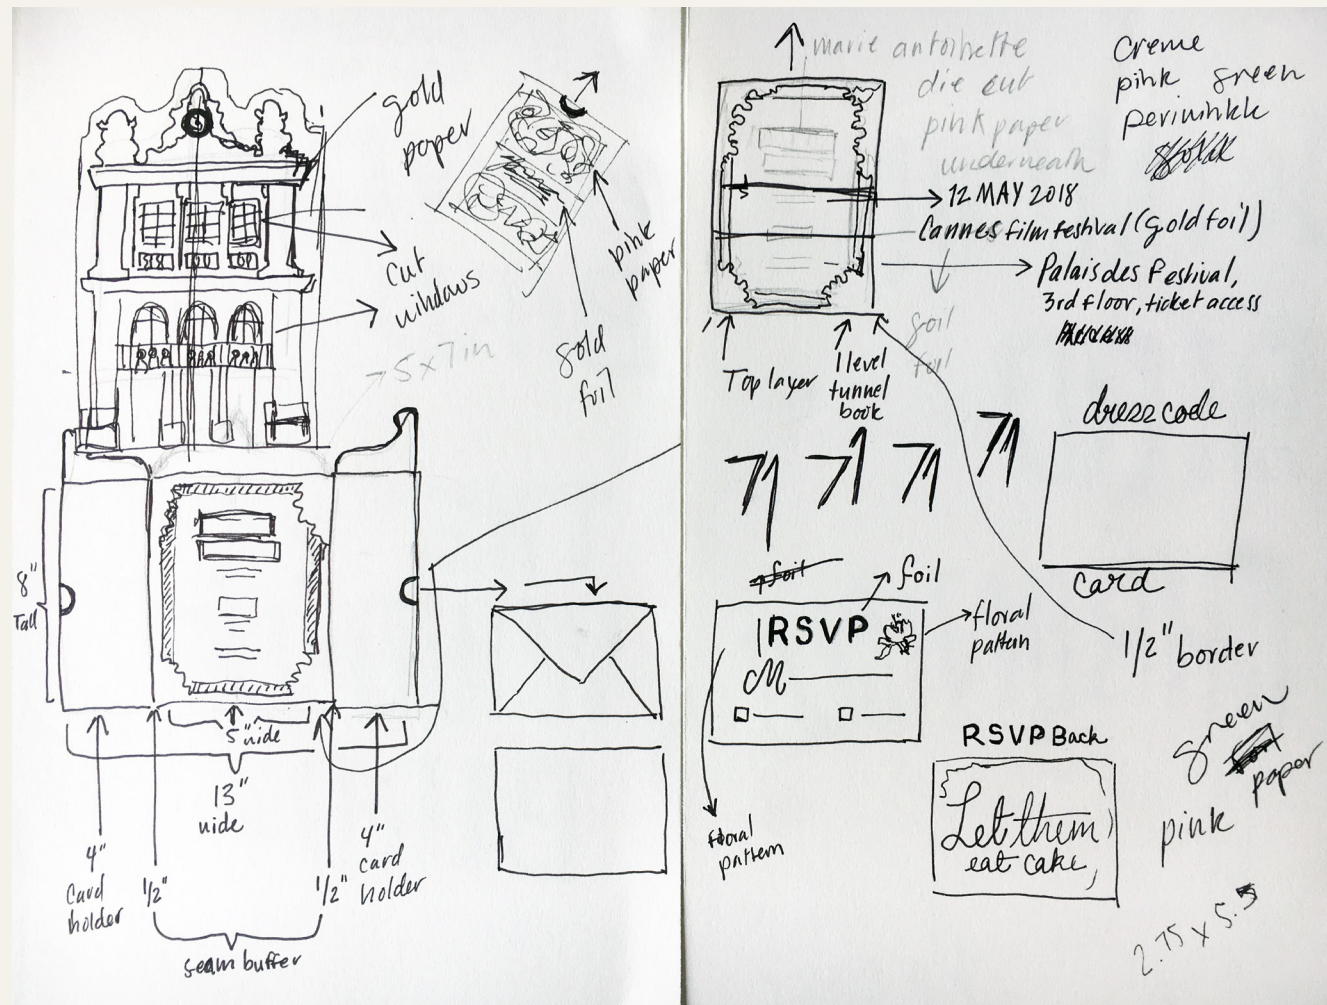 gold
paper
cut
windows
5 x 7 in
pink
paper
gold
foil
8"
Tall
5" wide
13"
wide
4"
card
holder
1/2"
1/2"
4"
card
holder
seam buffer
marie antoinette
die cut
pink paper
underneath
Creme
pink green
periwinkle
12 MAY 2018
Cannes film festival (gold foil)
Palais des Festival,
3rd floor, ticket access
foil
Top layer
1 level
tunnel
book
dress code
card
foil
foil
RSVP
M
floral
pattern
floral
pattern
1/2" border
RSVP Back
Let them
eat cake
green
paper
pink
2.75 x 5.5